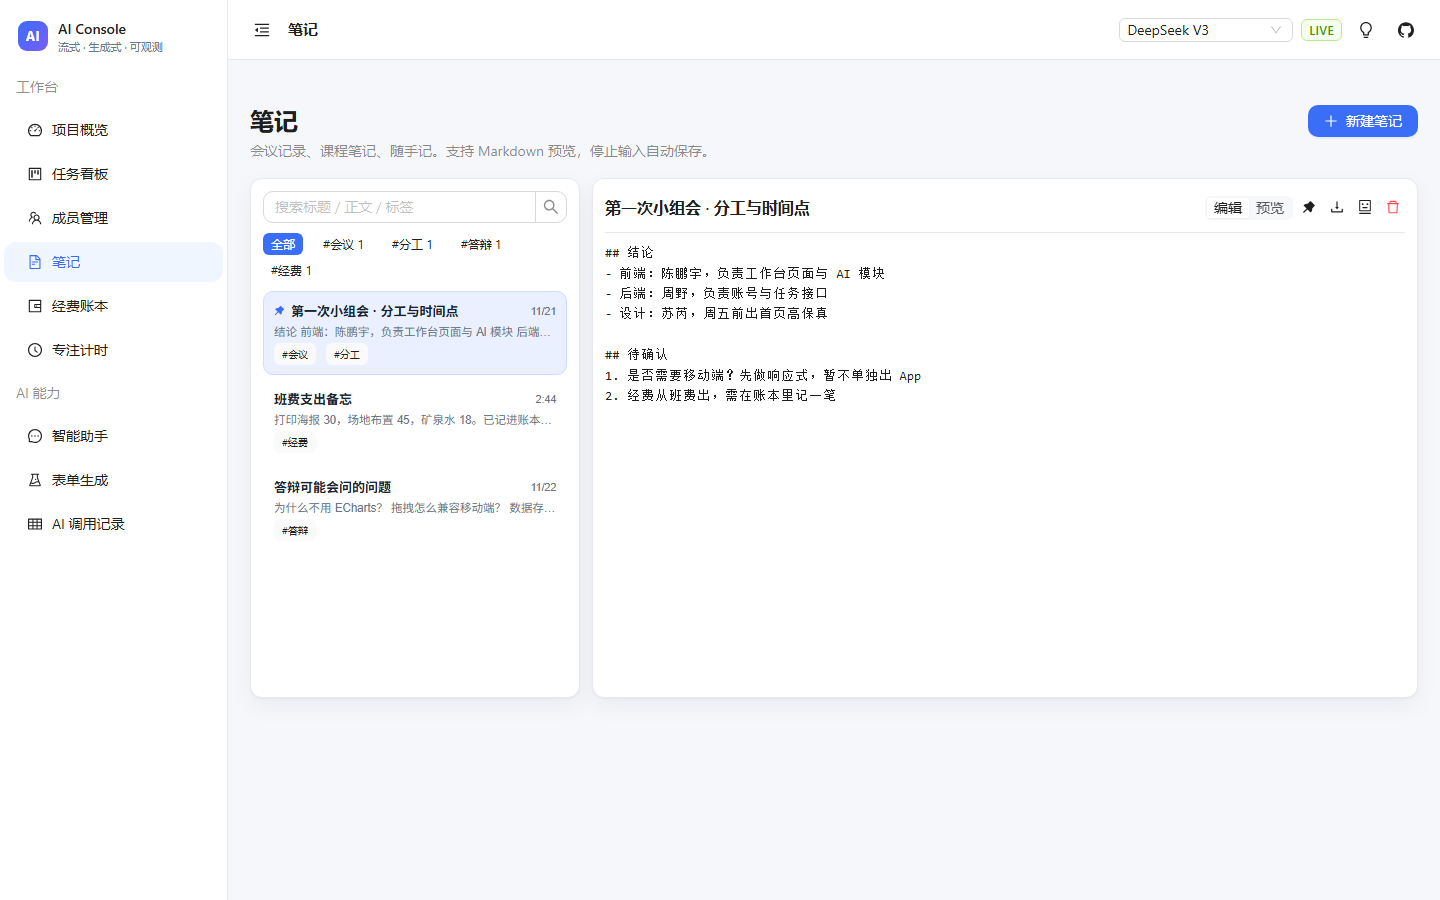 AI
AI Console
流式 · 生成式 · 可观测
工作台
项目概览
任务看板
成员管理
笔记
经费账本
专注计时
AI 能力
智能助手
表单生成
AI 调用记录
笔记
DeepSeek V3
LIVE
笔记
会议记录、课程笔记、随手记。支持 Markdown 预览，停止输入自动保存。
新建笔记
搜索标题 / 正文 / 标签
全部
#会议 1
#分工 1
#答辩 1
#经费 1
第一次小组会 · 分工与时间点
11/21
结论 前端：陈鹏宇，负责工作台页面与 AI 模块 后端…
#会议
#分工
班费支出备忘
2:44
打印海报 30，场地布置 45，矿泉水 18。已记进账本…
#经费
答辩可能会问的问题
11/22
为什么不用 ECharts？ 拖拽怎么兼容移动端？ 数据存…
#答辩
第一次小组会 · 分工与时间点
编辑
预览
## 结论
- 前端：陈鹏宇，负责工作台页面与 AI 模块
- 后端：周野，负责账号与任务接口
- 设计：苏芮，周五前出首页高保真
## 待确认
1. 是否需要移动端？先做响应式，暂不单独出 App
2. 经费从班费出，需在账本里记一笔